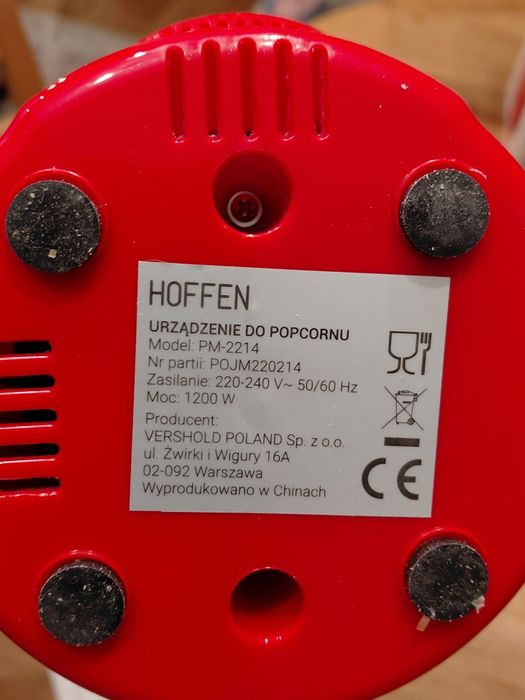 HOFFEN
URZĄDZENIE DO POPCORNU
Model: PM-2214
Nr partii: POJM220214
Zasilanie: 220-240 V~ 50/60 Hz
Moc: 1200 W
Producent:
VERSHOLD POLAND Sp. z o.o.
ul. Żwirki i Wigury 16A
02-092 Warszawa
Wyprodukowano w Chinach
CE